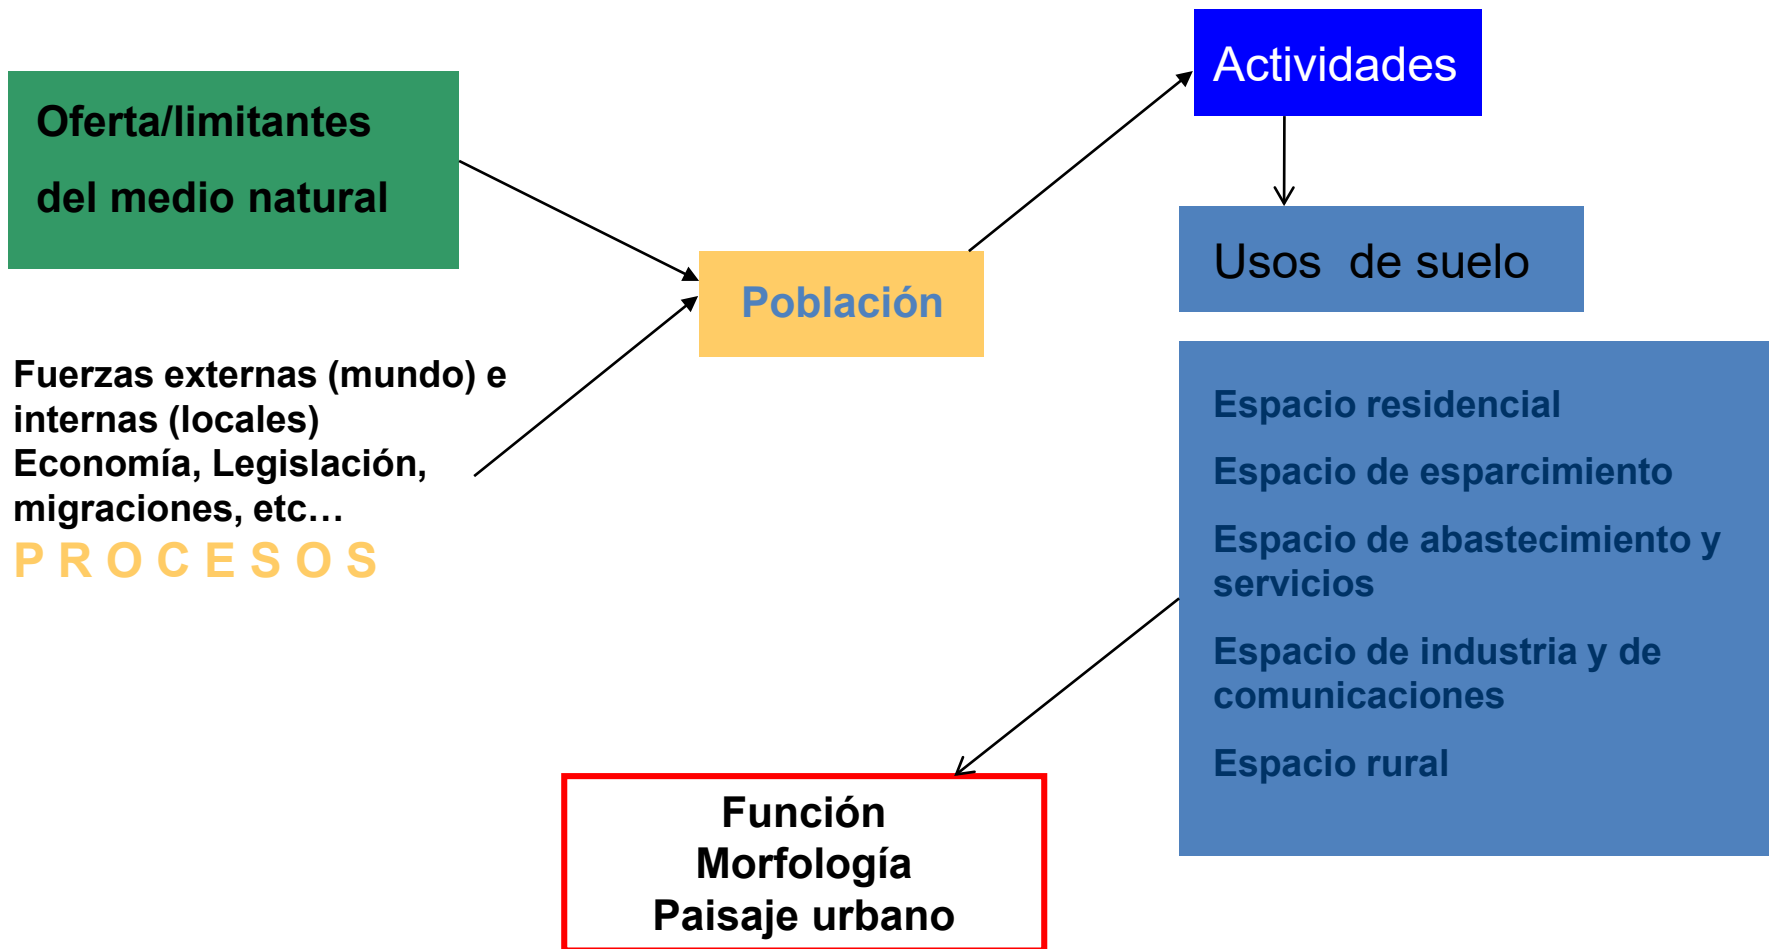 Oferta/limitantes
del medio natural
Fuerzas externas (mundo) e
internas (locales)
Economía, Legislación,
migraciones, etc…
P R O C E S O S
Población
Actividades
Usos  de suelo
Espacio residencial
Espacio de esparcimiento
Espacio de abastecimiento y
servicios
Espacio de industria y de
comunicaciones
Espacio rural
Función
Morfología
Paisaje urbano